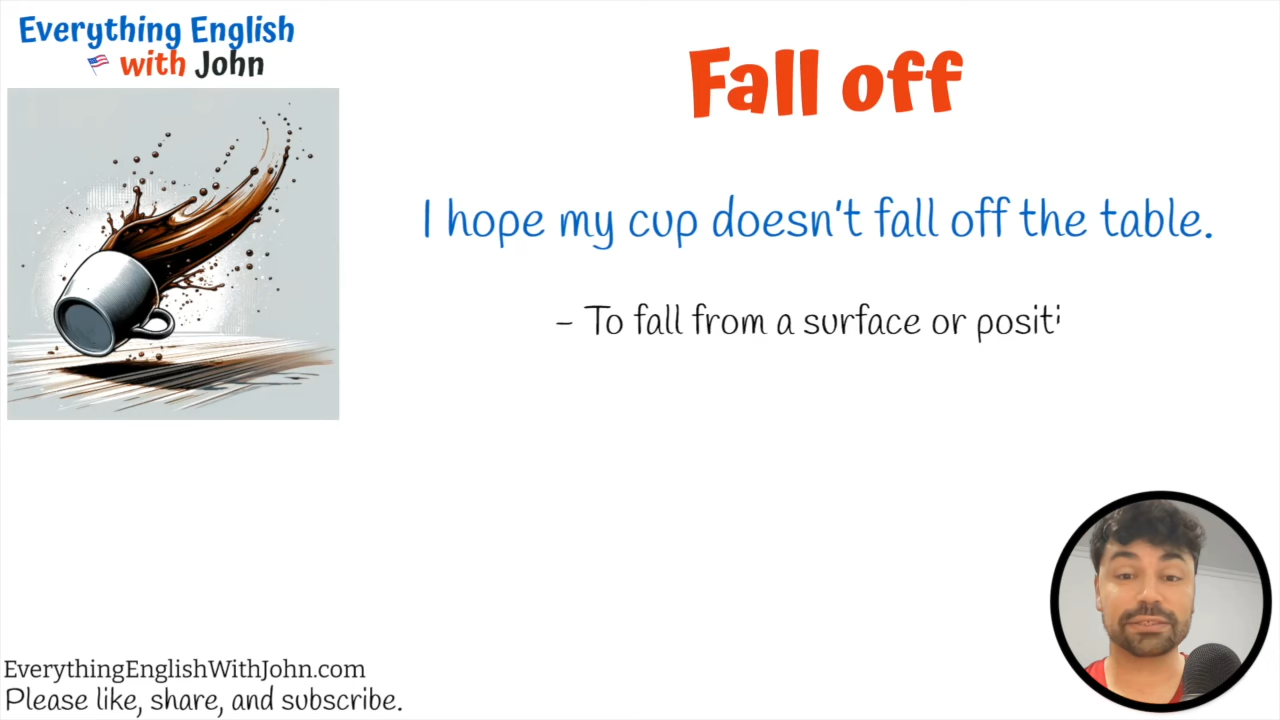 Everything English
with John
Fall off
I hope my cup doesn't fall off the table.
- To fall from a surface or positi
EverythingEnglishWithJohn.com
Please like, share, and subscribe.